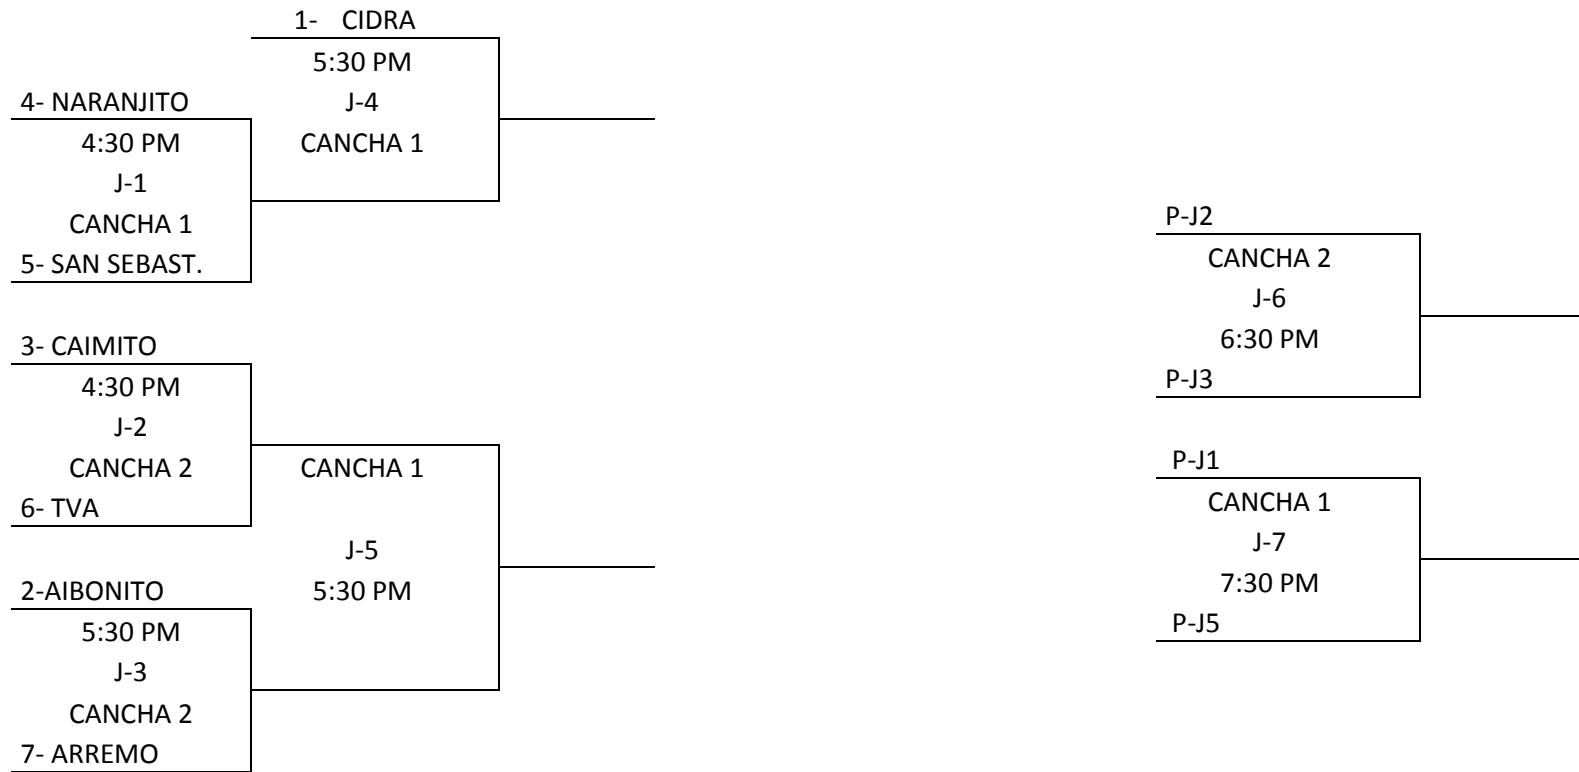 1- CIDRA
5:30 PM
4- NARANJITO
J-4
4:30 PM
CANCHA 1
J-1
CANCHA 1
5- SAN SEBAST.
3- CAIMITO
4:30 PM
J-2
CANCHA 2
CANCHA 1
6- TVA
J-5
2-AIBONITO
5:30 PM
5:30 PM
J-3
CANCHA 2
7- ARREMO
P-J2
CANCHA 2
J-6
6:30 PM
P-J3
P-J1
CANCHA 1
J-7
7:30 PM
P-J5